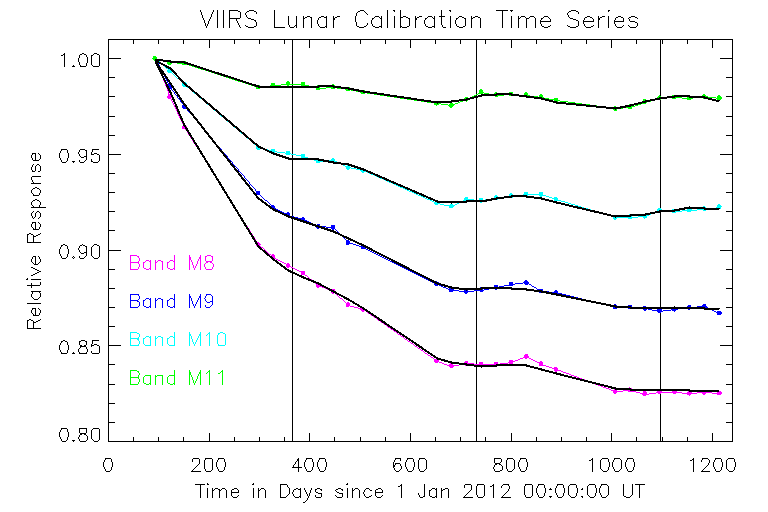 VIIRS Lunar Calibration Time Series
1.00
0.95
0.90
0.85
0.80
Relative Response
Band M8
Band M9
Band M10
Band M11
0 200 400 600 800 1000 1200
Time in Days since 1 Jan 2012 00:00:00 UT